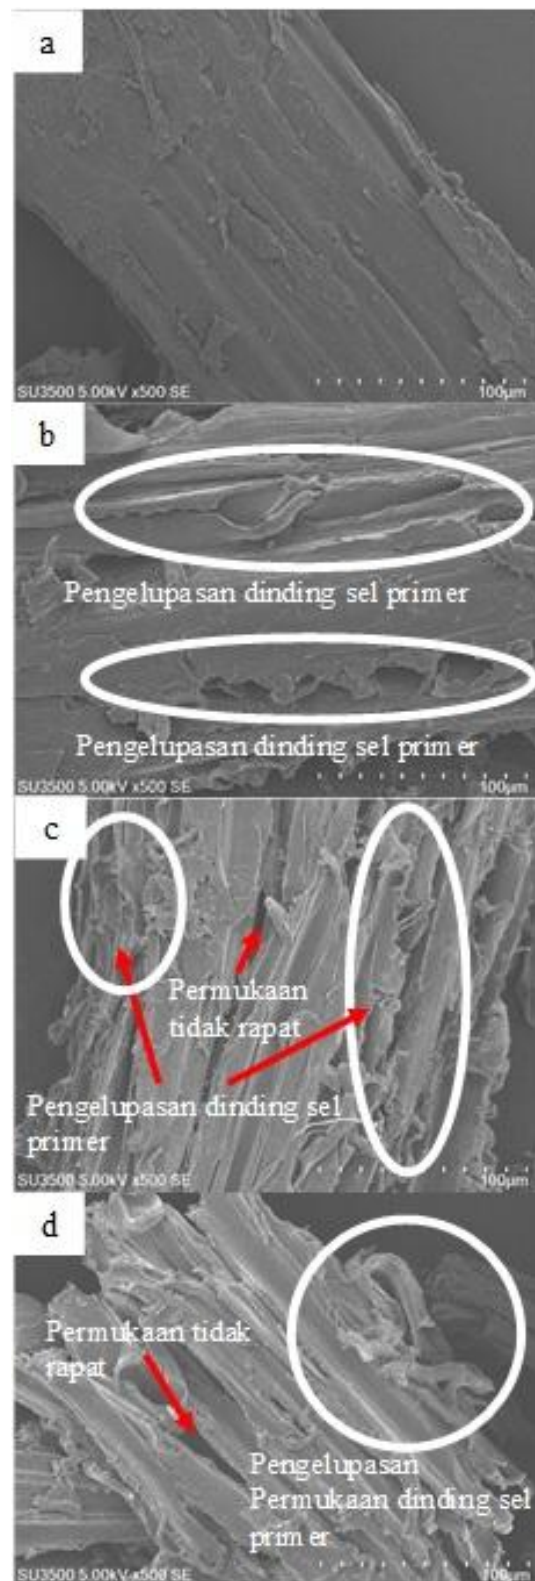 a
SU3500 5.00kV x500 SE
100µm
b
Pengelupasan dinding sel primer
Pengelupasan dinding sel primer
SU3500 5.00kV x500 SE
100µm
c
Permukaan
tidak rapat
Pengelupasan dinding sel
primer
SU3500 5.00kV x500 SE
100µm
d
Permukaan tidak
rapat
Pengelupasan
Permukaan dinding sel
primer
SU3500 5.00kV x500 SE
100µm